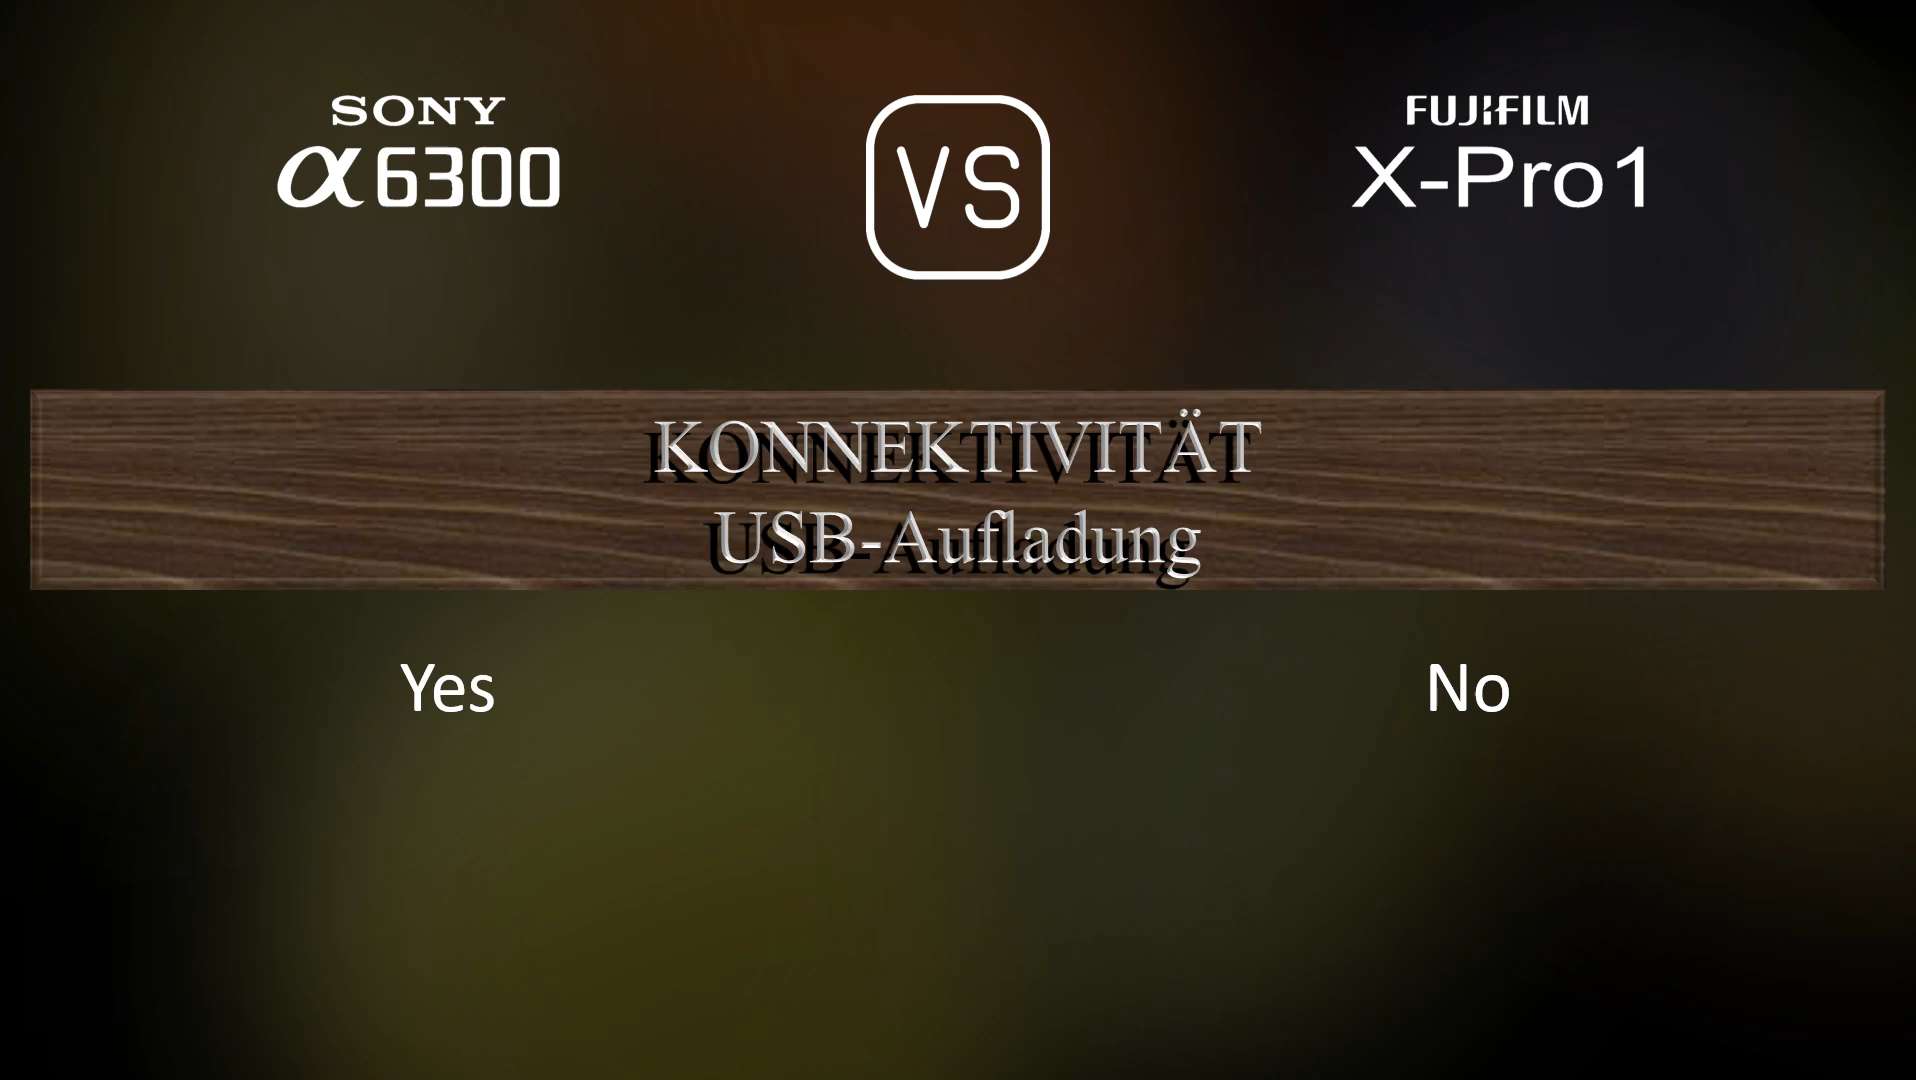 SONY
α6300
VS
FUJIFILM
X-Pro1
KONNEKTIVITÄT
USB-Aufladung
Yes
No